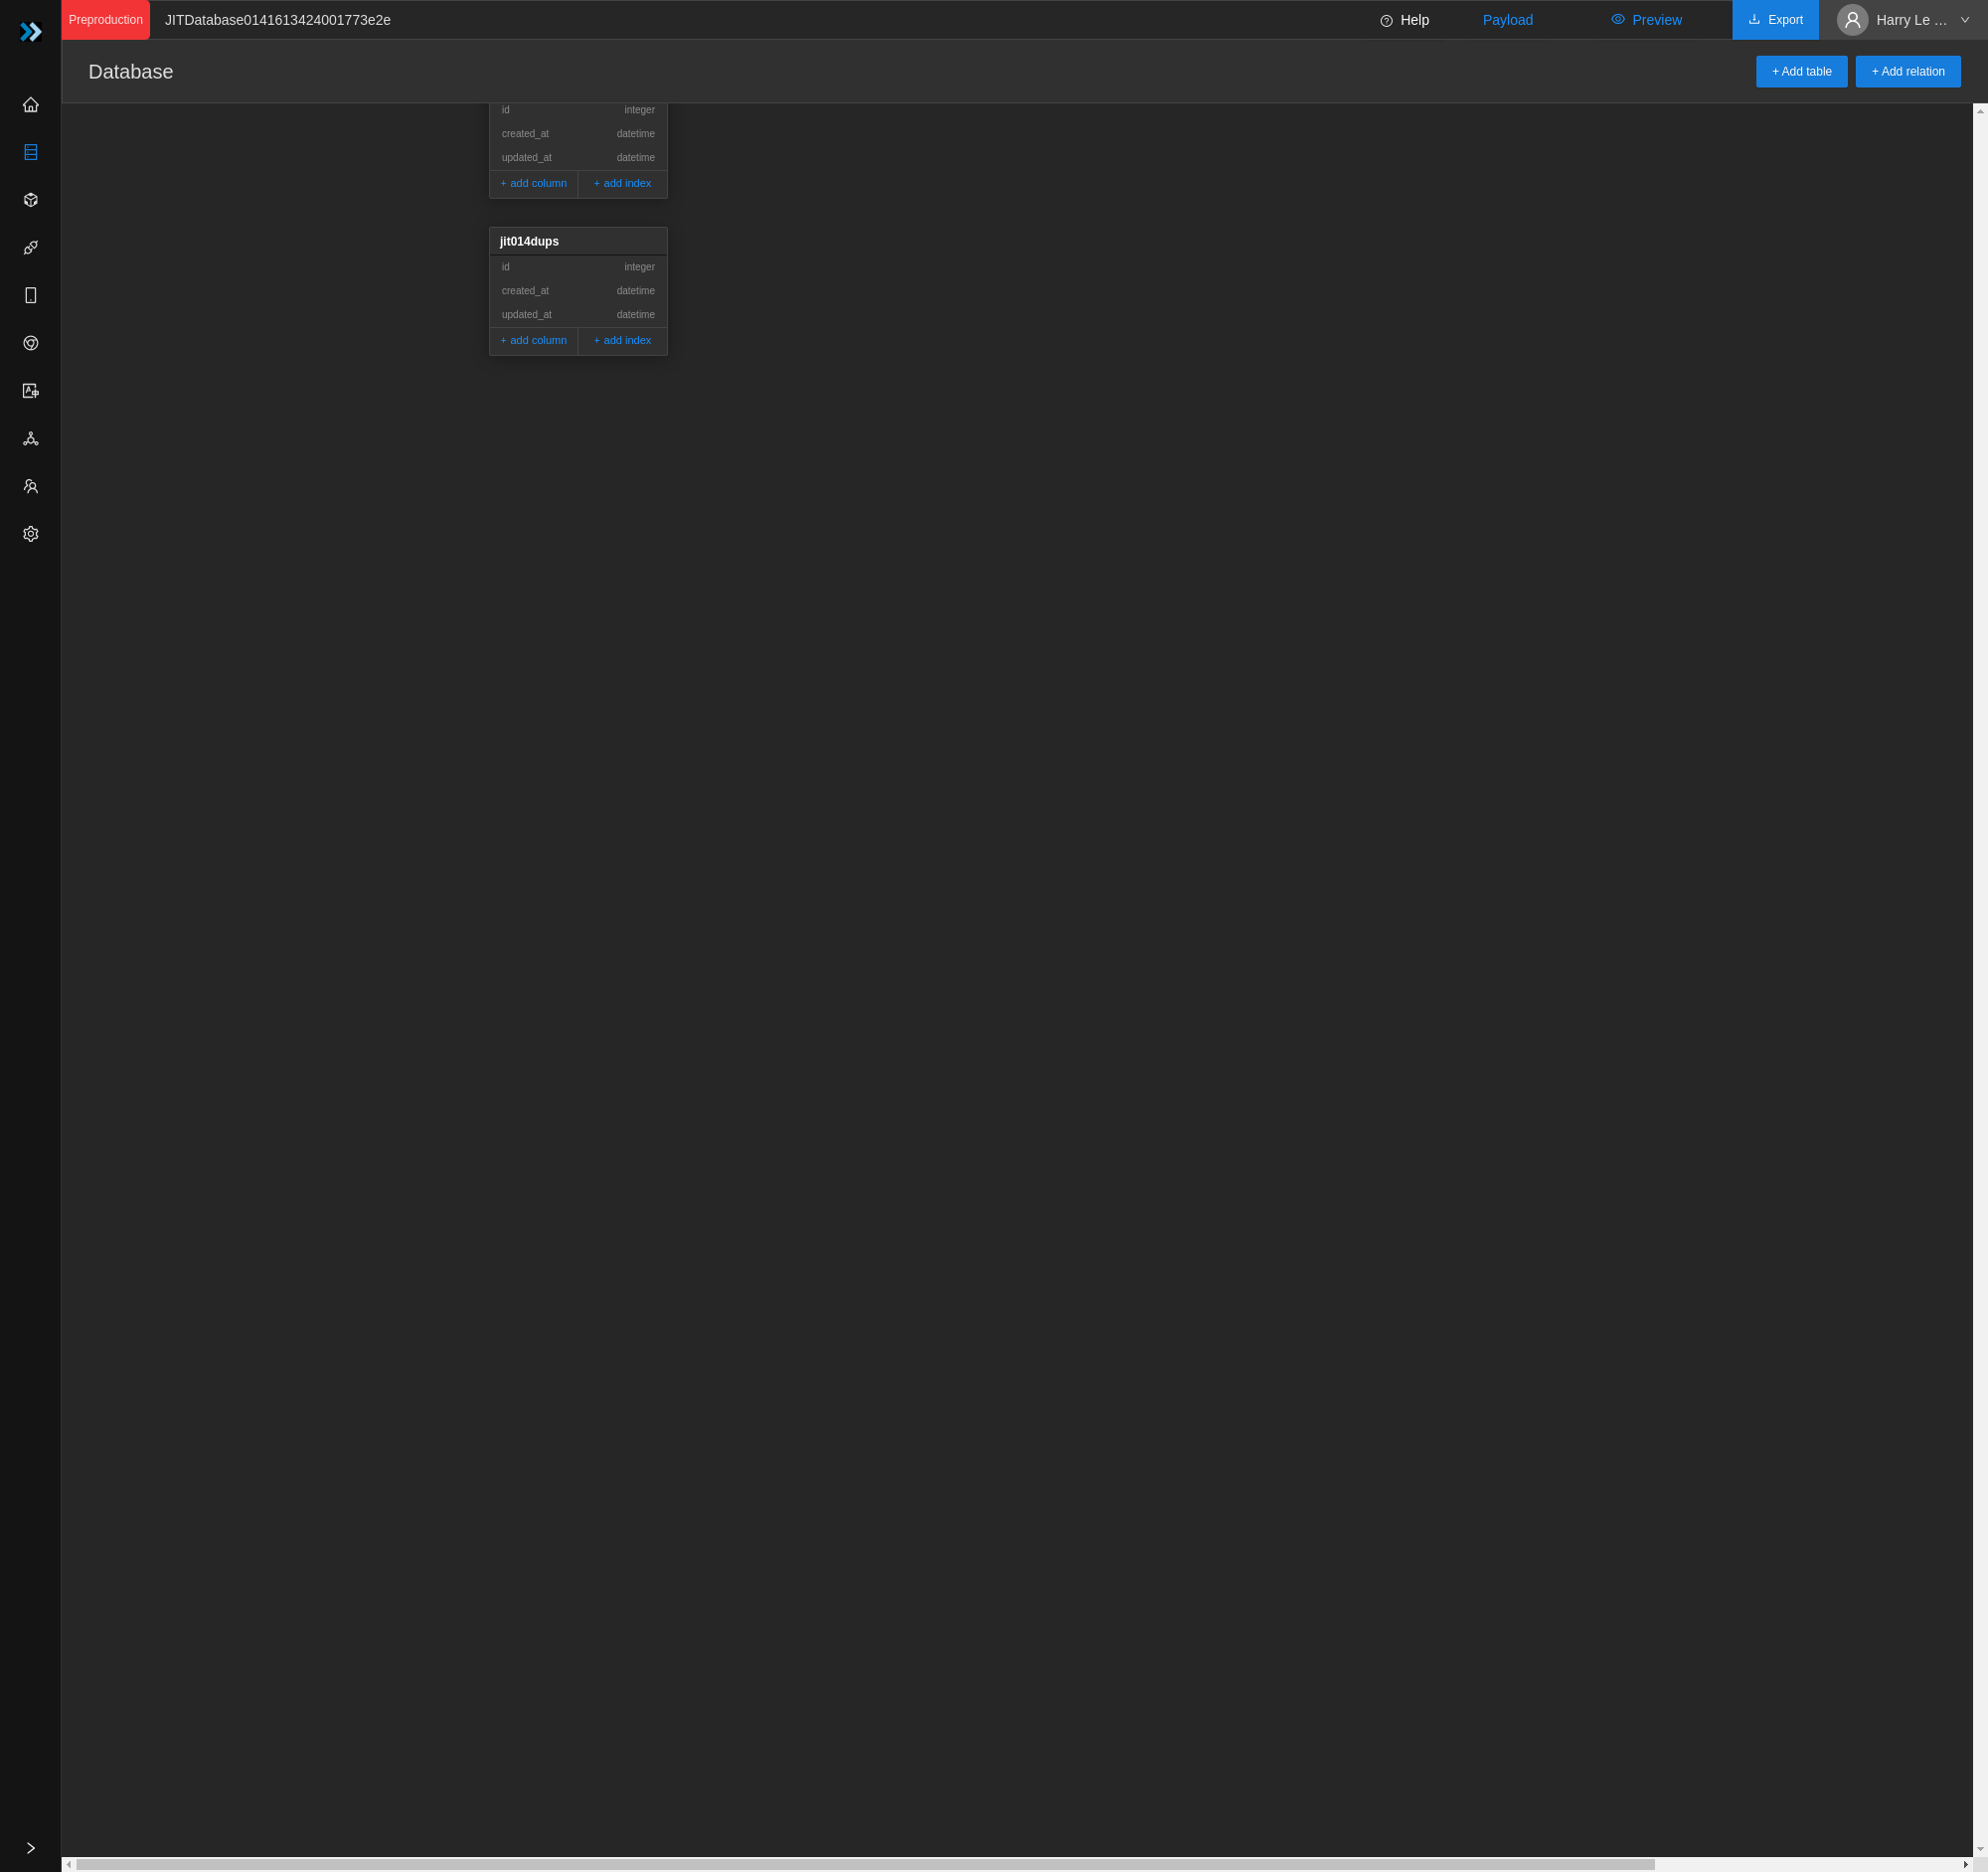 Preproduction JITDatabase0141613424001773e2e Help Payload Preview Export Harry Le ...
Database + Add table + Add relation
id integer
created_at datetime
updated_at datetime
+ add column + add index
jit014dups
id integer
created_at datetime
updated_at datetime
+ add column + add index